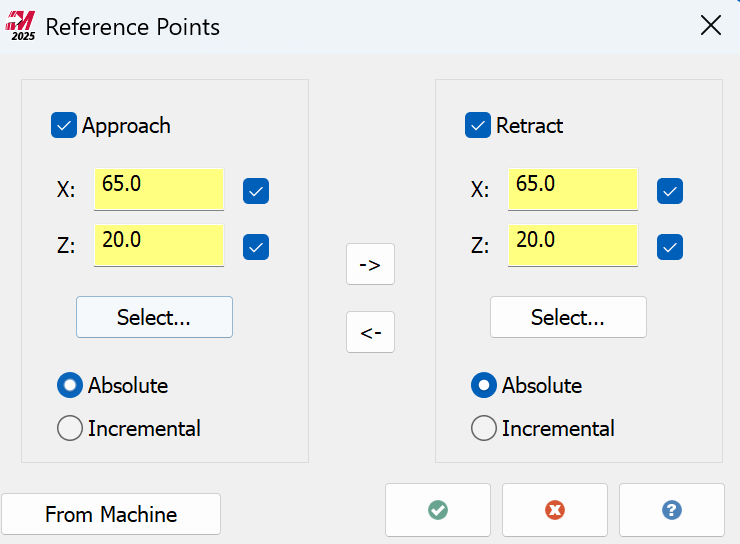 M
2025
Reference Points
Approach
X: 65.0
Z: 20.0
Select...
Absolute
Incremental
->
<-
Retract
X: 65.0
Z: 20.0
Select...
Absolute
Incremental
From Machine
?